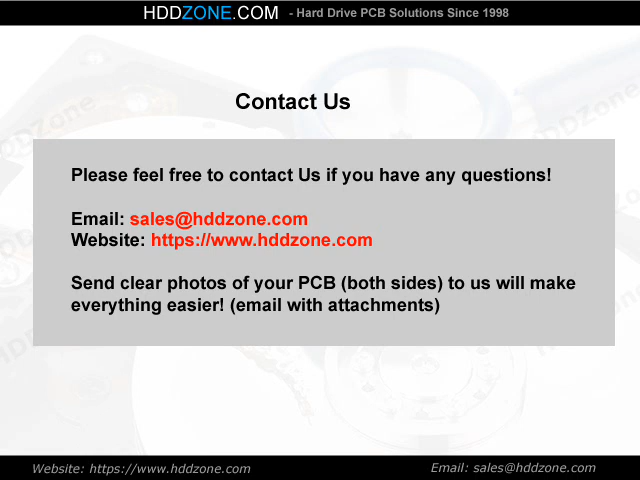 HDDZONE.COM - Hard Drive PCB Solutions Since 1998
HDDZone
HDDZone
Contact Us
Please feel free to contact Us if you have any questions!
Email: sales@hddzone.com
Website: https://www.hddzone.com
Send clear photos of your PCB (both sides) to us will make
everything easier! (email with attachments)
Website: https://www.hddzone.com
Email: sales@hddzone.com